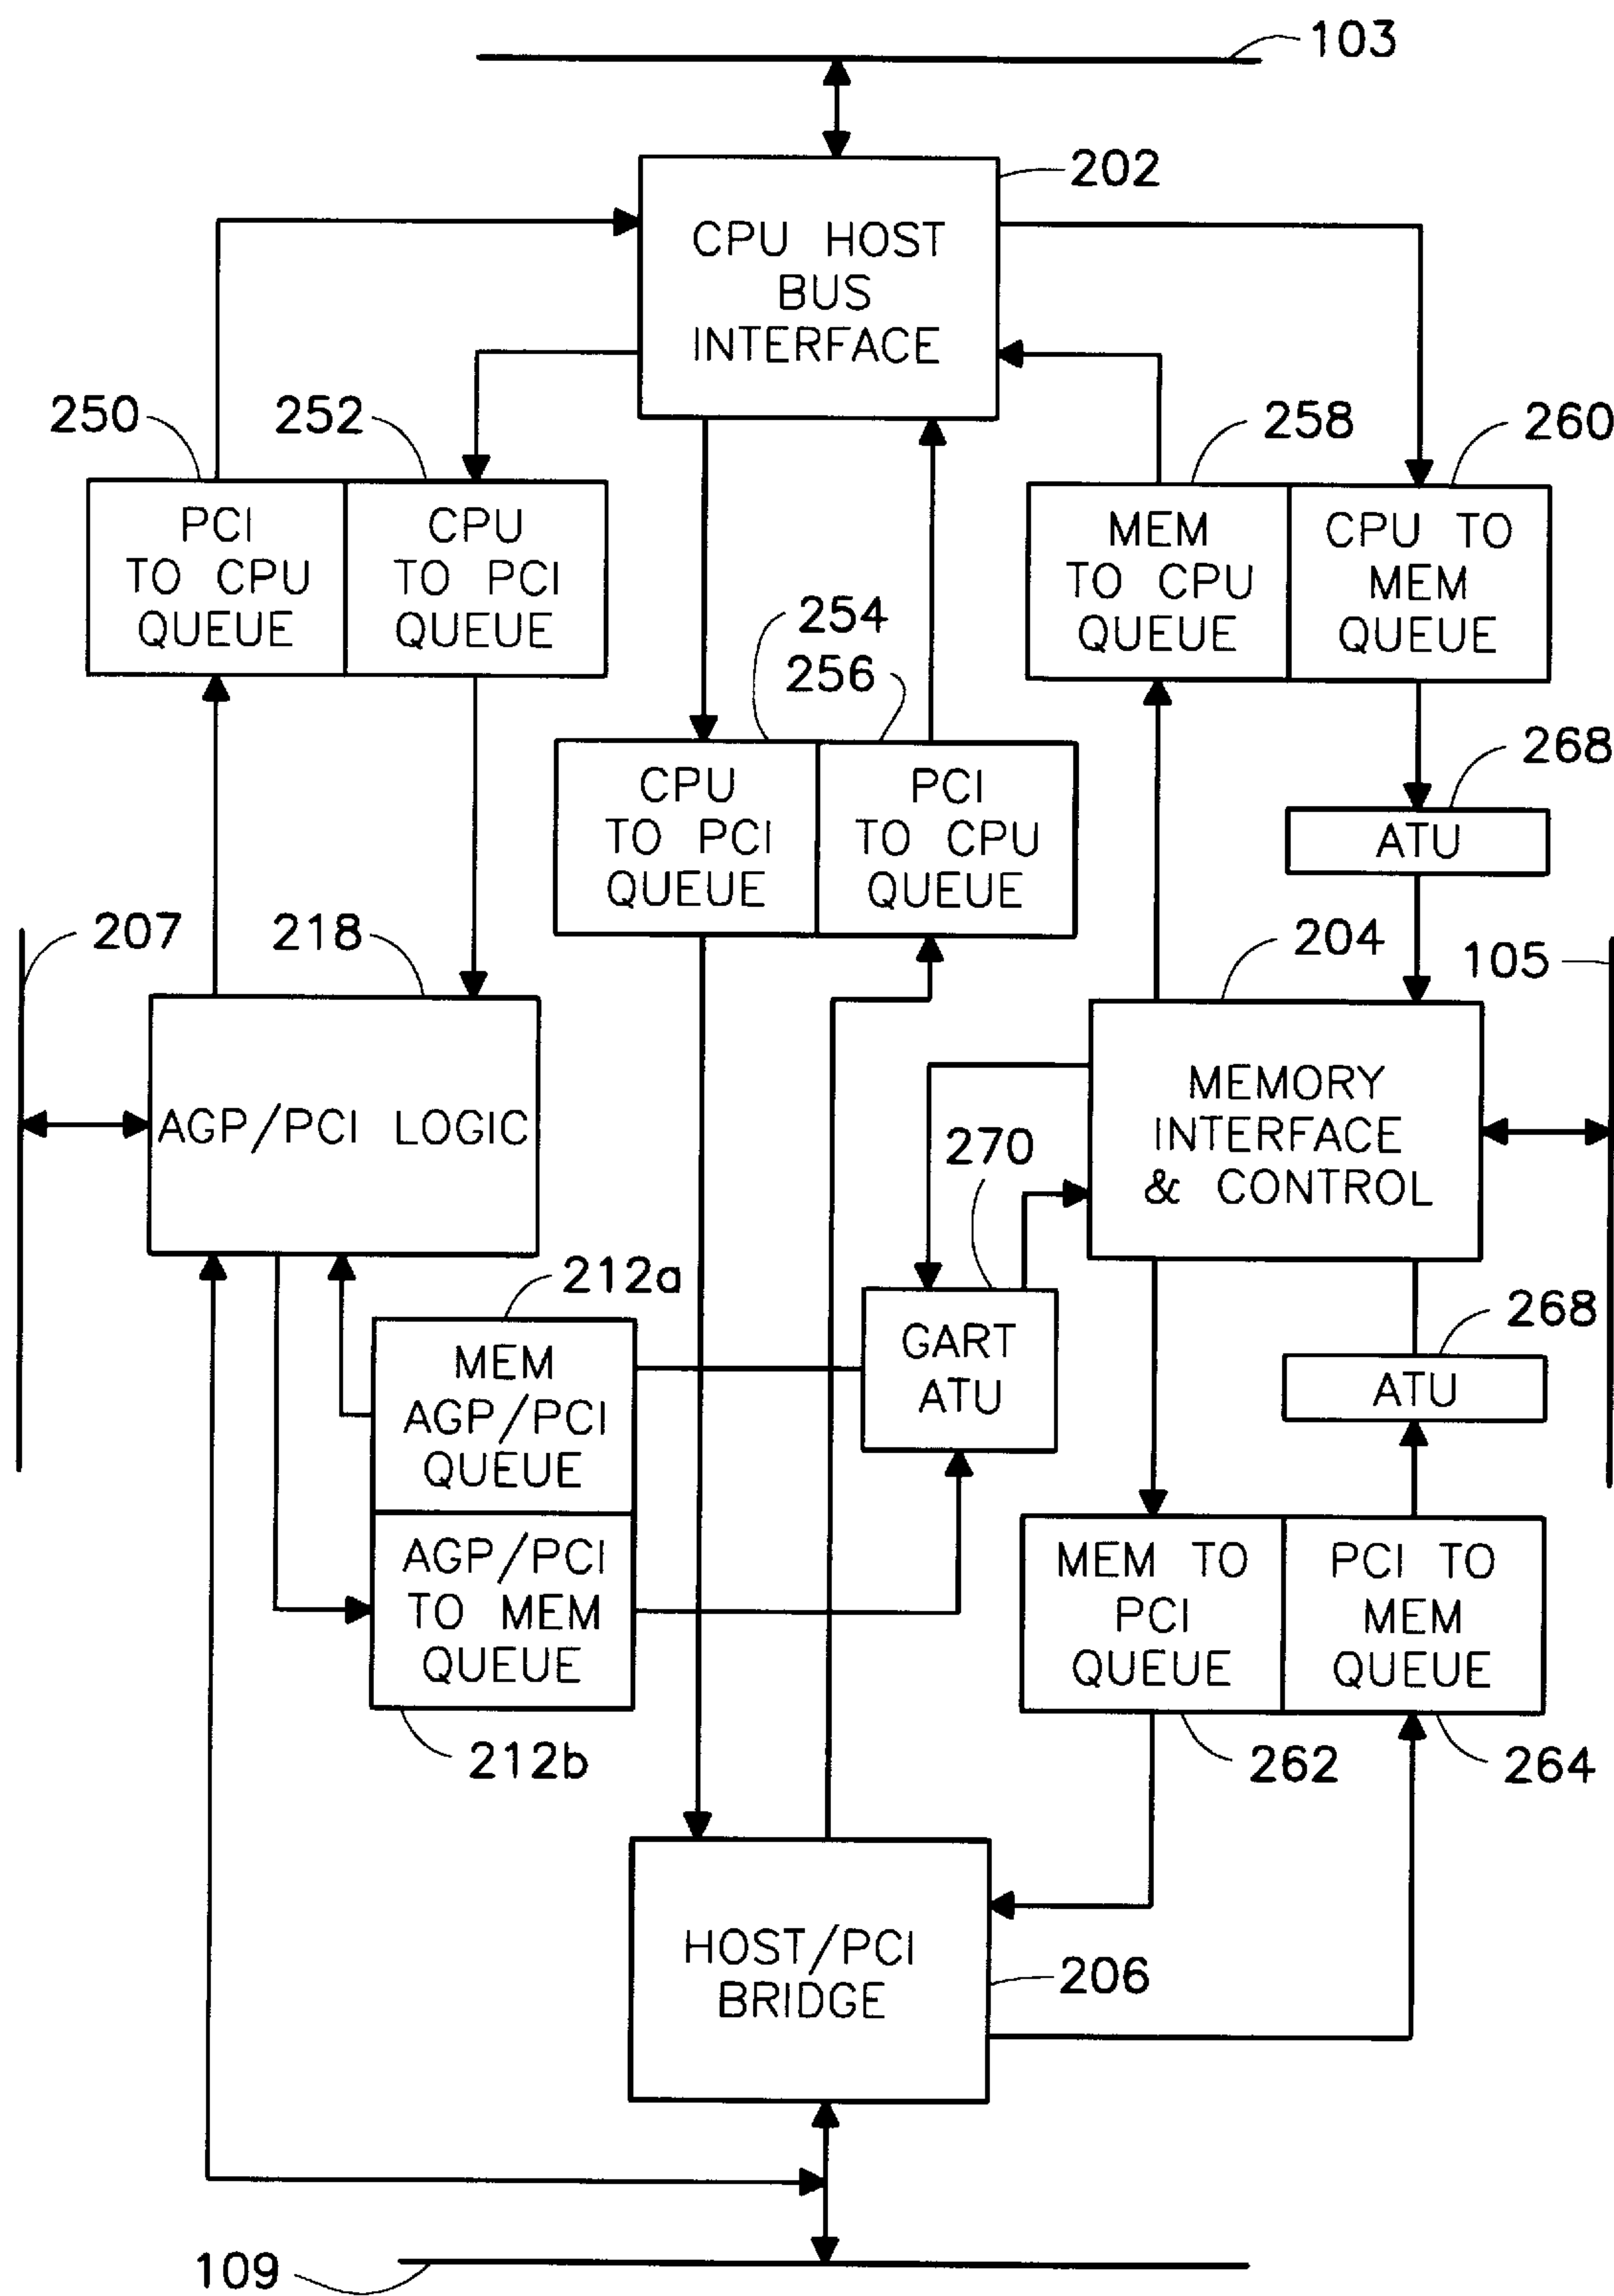 103
202
CPU HOST
BUS
INTERFACE
250
252
258
260
PCI
TO CPU
QUEUE
CPU
TO PCI
QUEUE
MEM
TO CPU
QUEUE
CPU TO
MEM
QUEUE
254
256
268
CPU
TO PCI
QUEUE
PCI
TO CPU
QUEUE
ATU
207
218
204
105
AGP/PCI LOGIC
MEMORY
INTERFACE
& CONTROL
270
212a
GART
ATU
268
MEM
AGP/PCI
QUEUE
ATU
AGP/PCI
TO MEM
QUEUE
MEM TO
PCI
QUEUE
PCI TO
MEM
QUEUE
212b
262
264
HOST/PCI
BRIDGE
206
109